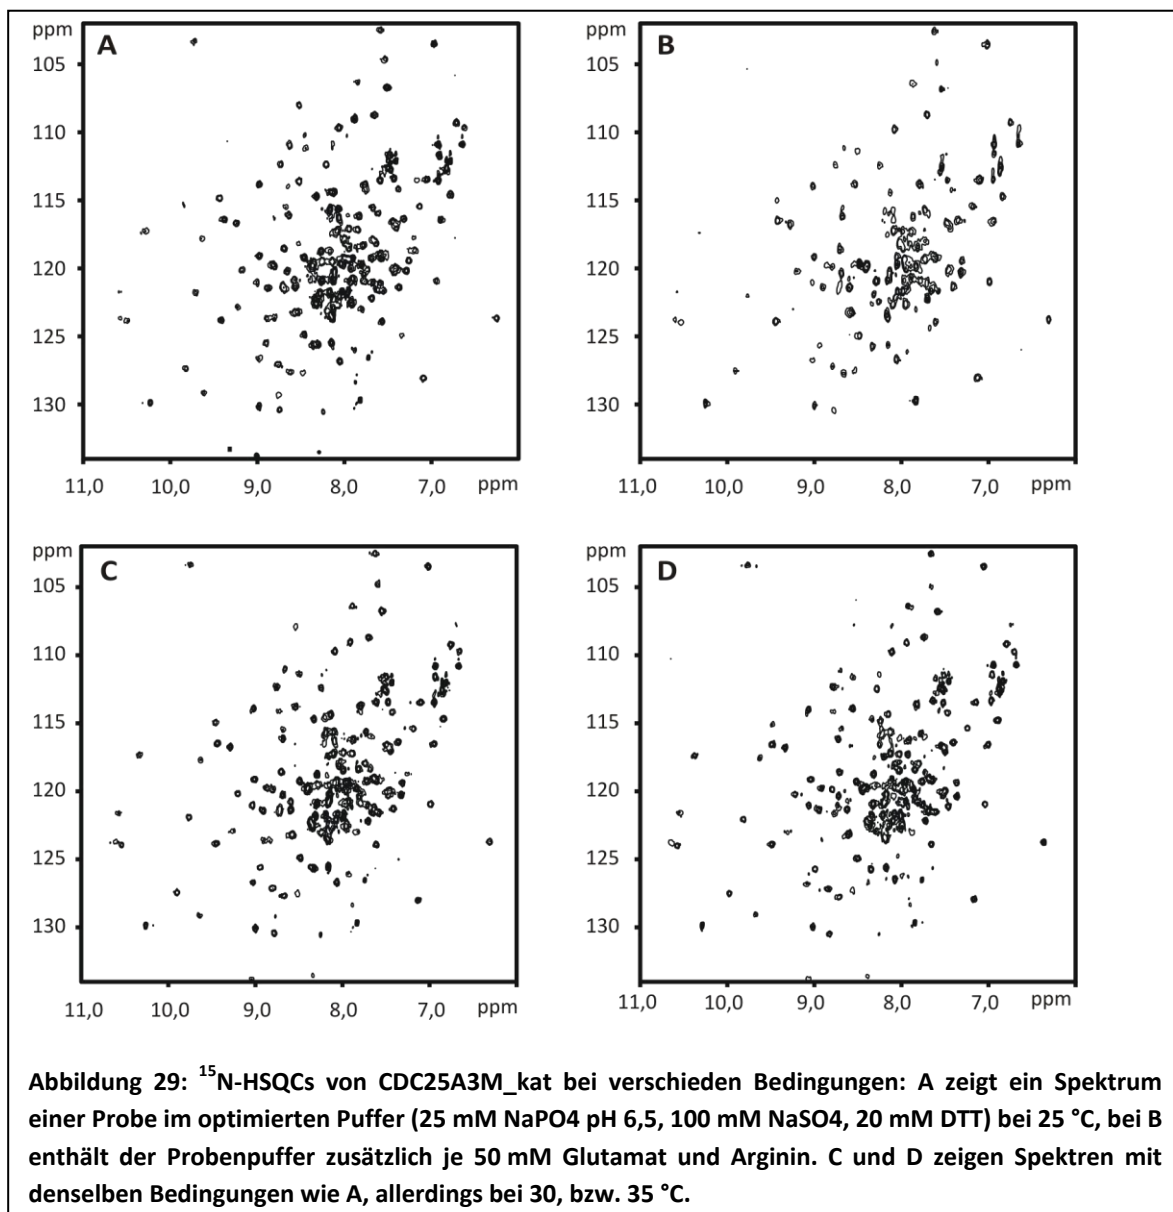 ppm
A
105
110
115
120
125
130
11,0 10,0 9,0 8,0 7,0 ppm
ppm
B
105
110
115
120
125
130
11,0 10,0 9,0 8,0 7,0 ppm
ppm
C
105
110
115
120
125
130
11,0 10,0 9,0 8,0 7,0 ppm
ppm
D
105
110
115
120
125
130
11,0 10,0 9,0 8,0 7,0 ppm
Abbildung 29: ¹⁵N-HSQCs von CDC25A3M_kat bei verschieden Bedingungen: A zeigt ein Spektrum
einer Probe im optimierten Puffer (25 mM NaPO4 pH 6,5, 100 mM NaSO4, 20 mM DTT) bei 25 °C, bei B
enthält der Probenpuffer zusätzlich je 50 mM Glutamat und Arginin. C und D zeigen Spektren mit
denselben Bedingungen wie A, allerdings bei 30, bzw. 35 °C.